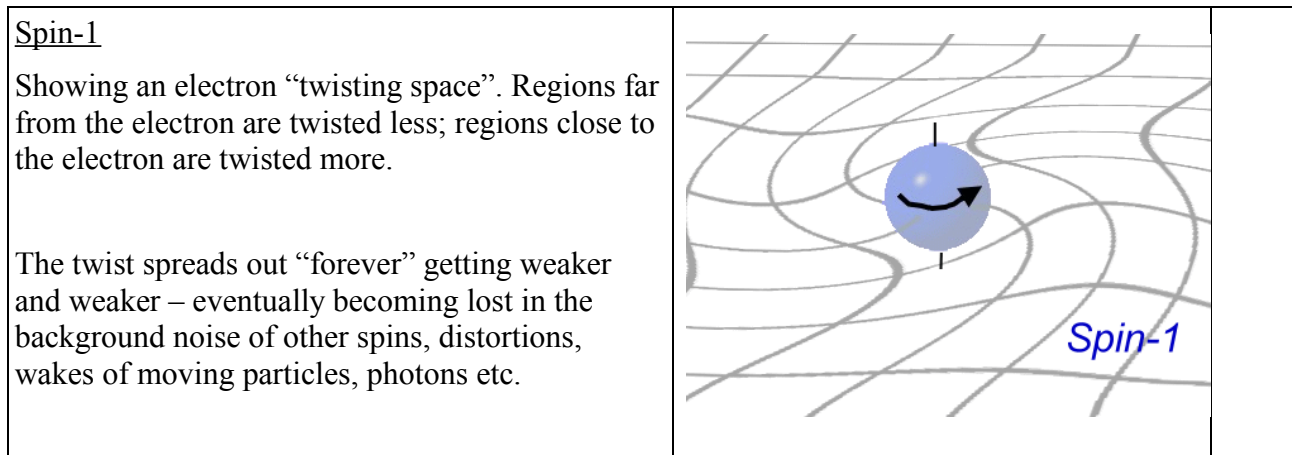 Spin-1
Showing an electron “twisting space”. Regions far
from the electron are twisted less; regions close to
the electron are twisted more.
The twist spreads out “forever” getting weaker
and weaker – eventually becoming lost in the
background noise of other spins, distortions,
wakes of moving particles, photons etc.
Spin-1